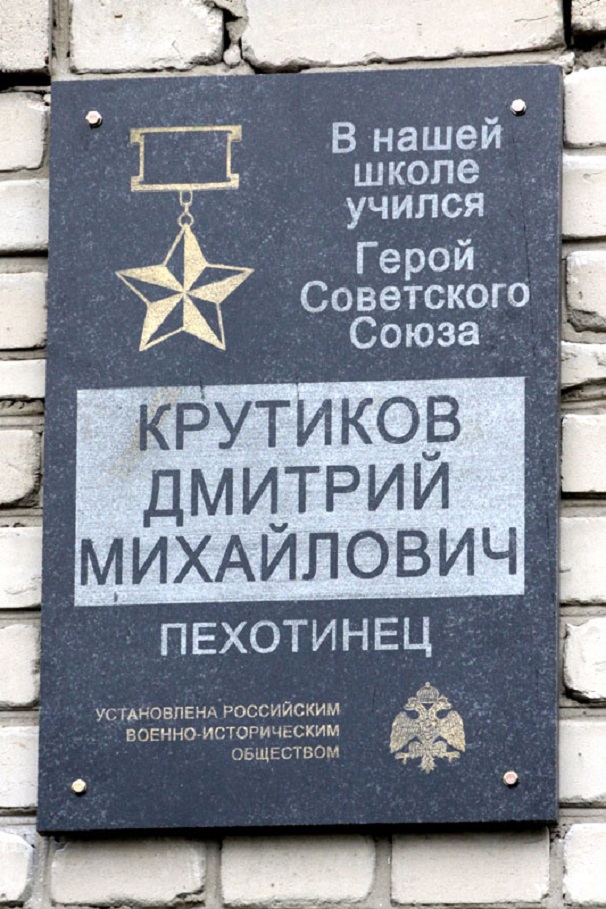 В нашей
школе
учился
Герой
Советского
Союза
КРУТИКОВ
ДМИТРИЙ
МИХАЙЛОВИЧ
ПЕХОТИНЕЦ
УСТАНОВЛЕНА РОССИЙСКИМ
ВОЕННО-ИСТОРИЧЕСКИМ
ОБЩЕСТВОМ